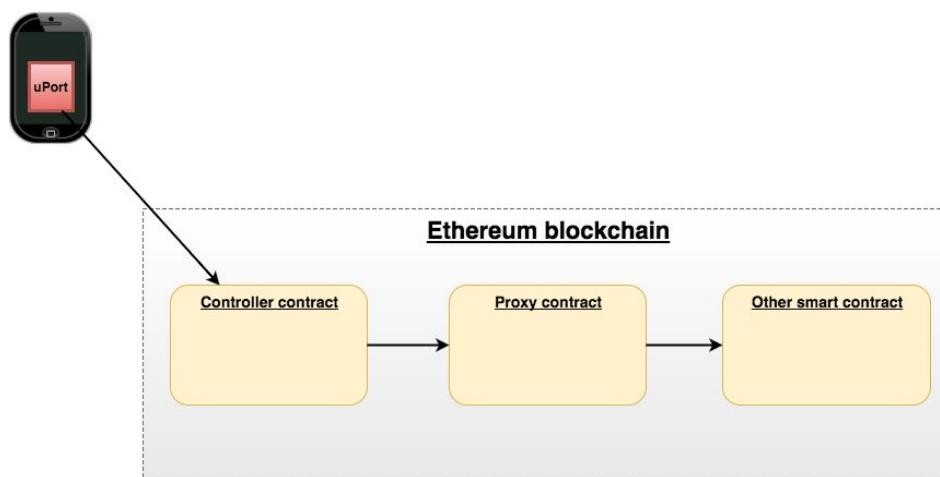 uPort
Ethereum blockchain
Controller contract
Proxy contract
Other smart contract